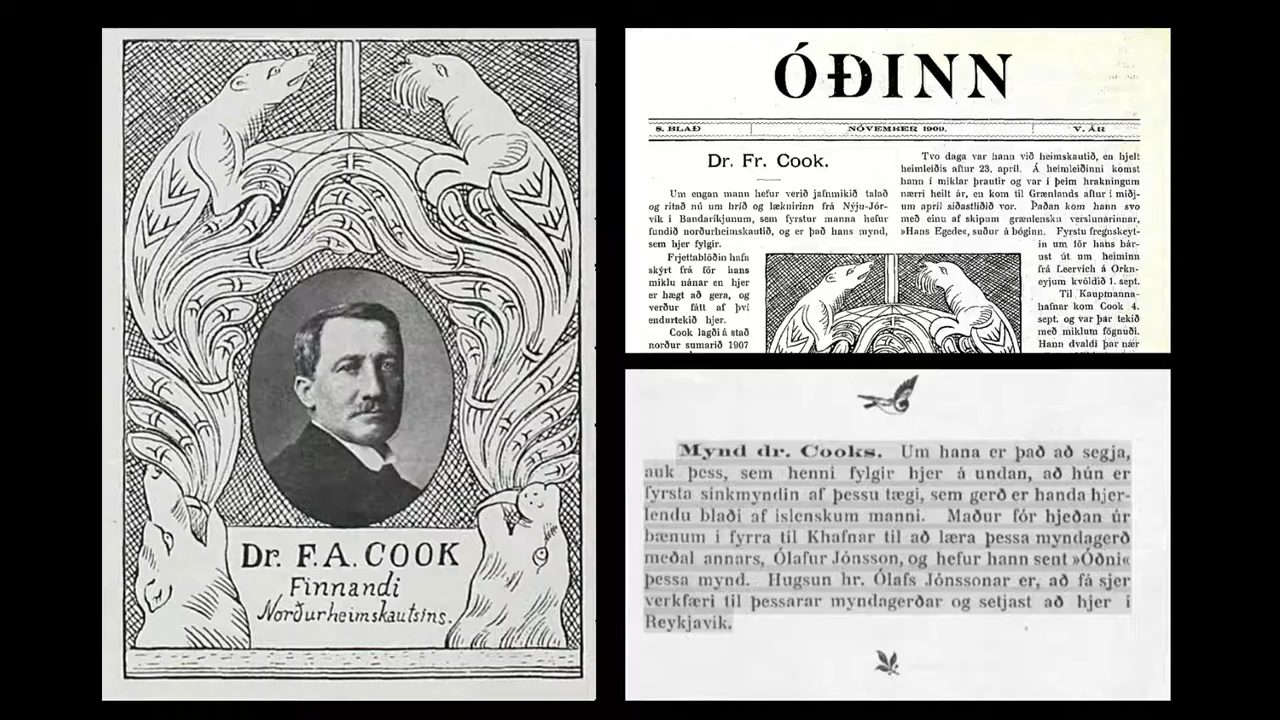 Dr. F.A. COOK
Finnandi
Norðurheimskautsins.
ÓÐINN
8. BLAÐ
NÓVEMBER 1909.
V. ÁR
Dr. Fr. Cook.
Um engan mann hefur verið jafnmikið talað
og ritað nú um hríð og lækninn frá Nýju-Jór-
vík í Bandaríkjunum, sem fyrstur manna hefur
fundið norðurheimskautið, og er það hans mynd,
sem hjer fylgir.
Frjettablöðin hafa
skýrt frá för hans
miklu nánar en hjer
er hægt að gera, og
verður fátt af því
endurtekið hjer.
Cook lagði á stað
norður sumarið 1907
Tvo daga var hann við heimskautið, en hjelt
heimleiðis aftur 23. apríl. Á heimleiðinni komst
hann í miklar þrautir og var í þeim hrakningum
nærri heilt ár, en kom til Grænlands aftur í miðj-
um apríl síðastliðið vor. Þaðan kom hann svo
með einu af skipum grænlensku verslunarinnar,
»Hans Egede«, suður á bóginn. Fyrstu fregnskeyt-
in um för hans bár-
ust út um heiminn
frá Leervich á Orkn-
eyjum kvöldið 1. sept.
Til Kaupmanna-
hafnar kom Cook 4.
sept. og var þar tekið
með miklum fögnuði.
Hann dvaldi þar nær
Mynd dr. Cooks. Um hana er það að segja,
auk þess, sem henni fylgir hjer á undan, að hún er
fyrsta sinkmyndin af þessu tægi, sem gerð er handa hjer-
lendu blaði af íslenskum manni. Maður fór hjeðan úr
bænum í fyrra til Khafnar til að læra þessa myndagerð
meðal annars, Ólafur Jónsson, og hefur hann sent »Óðni«
þessa mynd. Hugsun hr. Ólafs Jónssonar er, að fá sjer
verkfæri til þessarar myndagerðar og setjast að hjer í
Reykjavík.